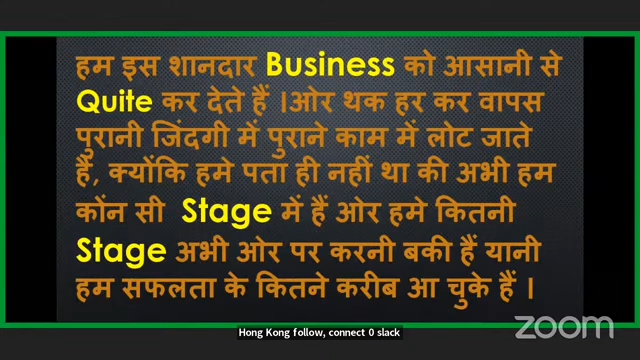 हम इस शानदार Business को आसानी से
Quite कर देते हैं ।ओर थक हर कर वापस
पुरानी जिंदगी में पुराने काम में लोट जाते
हैं, क्योंकि हमे पता ही नहीं था की अभी हम
कोंन सी Stage में हैं ओर हमे कितनी
Stage अभी ओर पर करनी बकी हैं यानी
हम सफलता के कितने करीब आ चुके हैं ।
zoom
Hong Kong follow, connect 0 slack